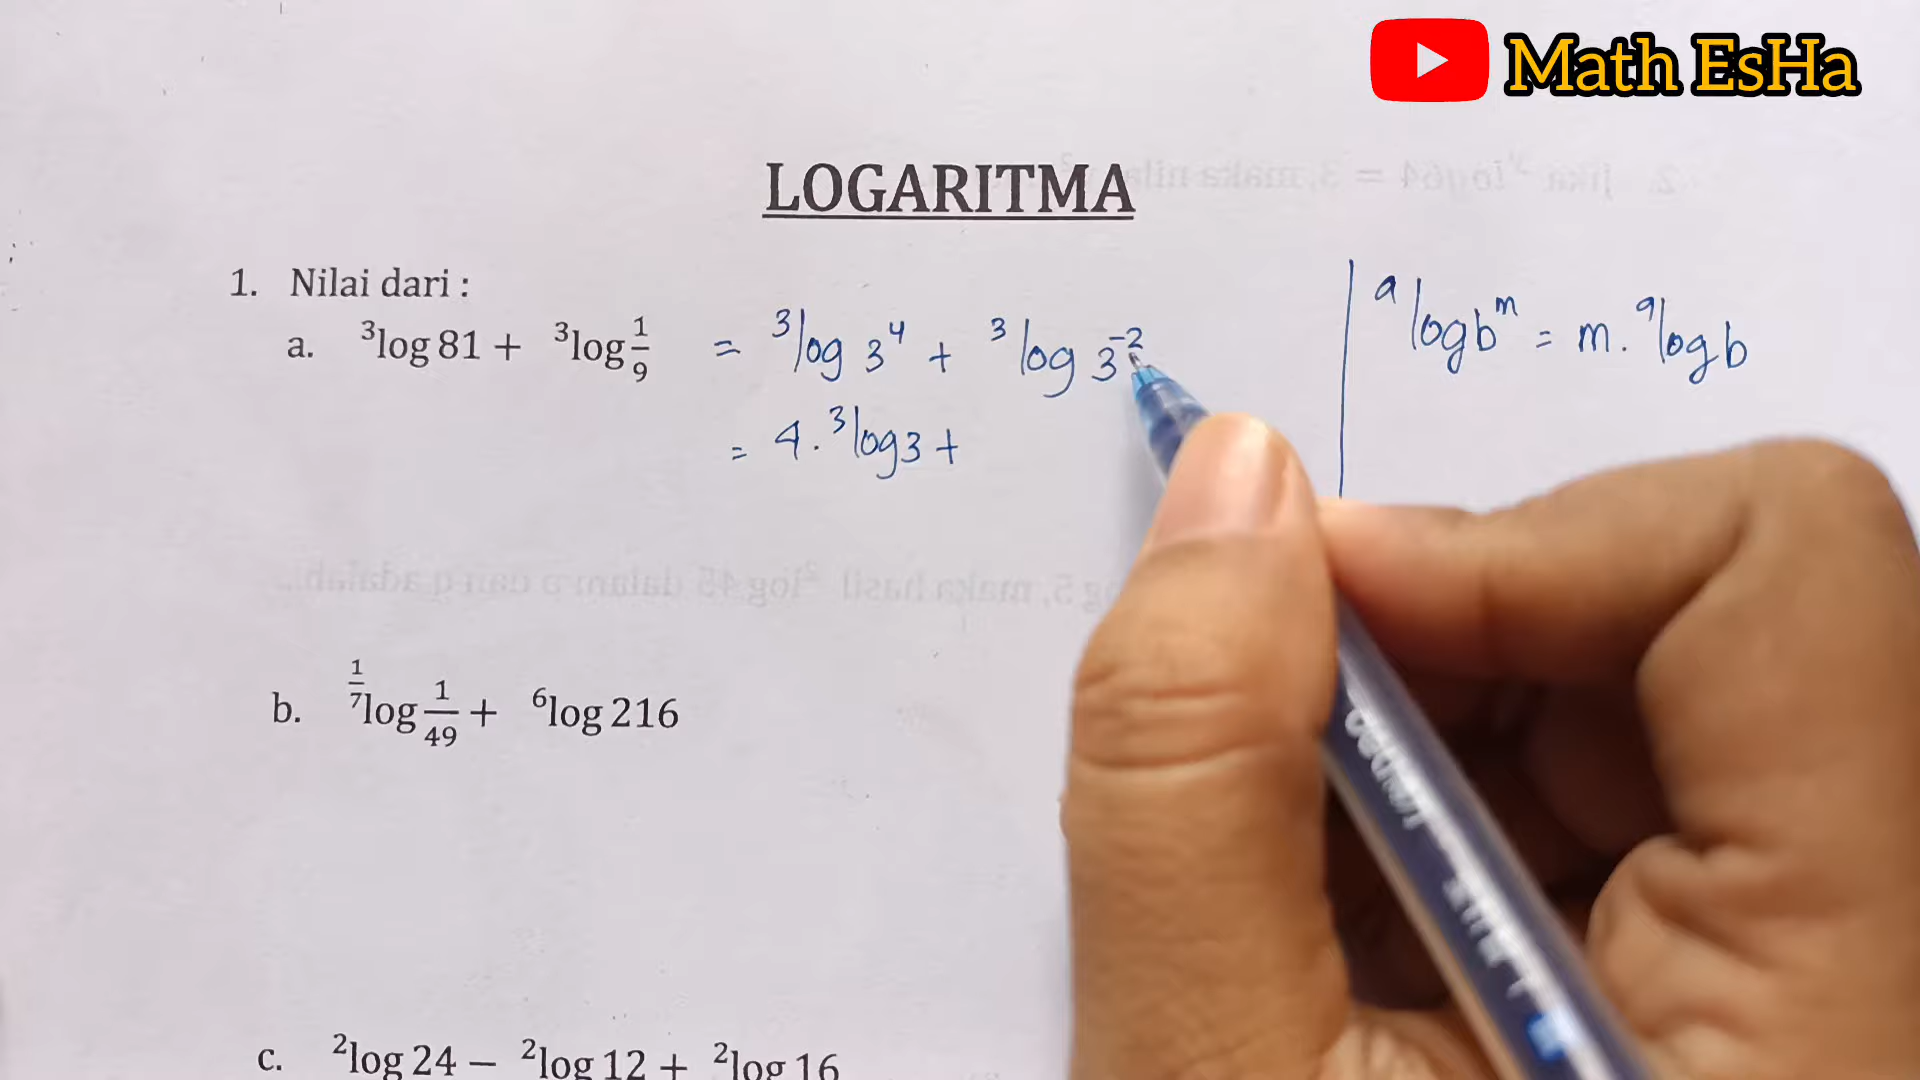 Math EsHa
LOGARITMA
1. Nilai dari :
a. ³log 81 + ³log 1/9 = ³log 3⁴ + ³log 3⁻²
= 4 . ³log 3 +
ᵃlog bᵐ = m . ᵃlog b
b. ^(1/7)log 1/49 + ⁶log 216
c. ²log 24 − ²log 12 + ²log 16